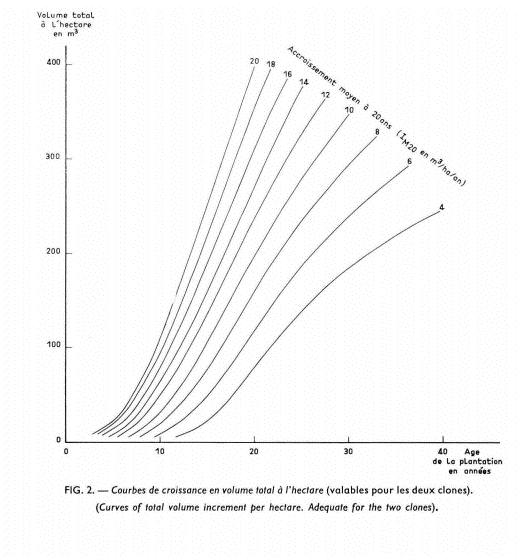 Volume total
à l'hectare
en m³
400
300
200
100
0
20 18 16 14 12 10 8 6 4
Accroissement moyen à 20ans (IM20 en m³/ha/an)
0 10 20 30 40
Age
de la plantation
en années
FIG. 2. — Courbes de croissance en volume total à l'hectare (valables pour les deux clones).
(Curves of total volume increment per hectare. Adequate for the two clones).